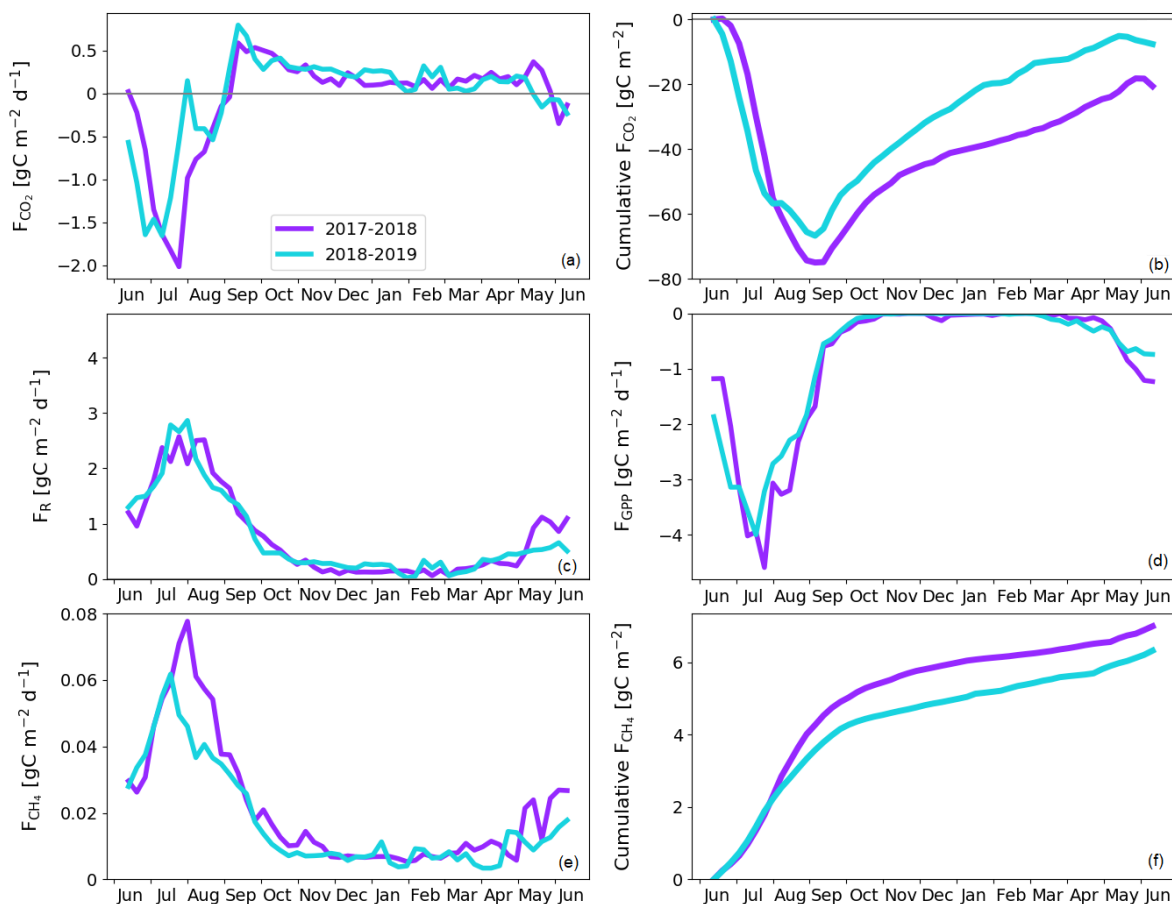 F_CO₂ [gC m⁻² d⁻¹]
0.5
0
−0.5
−1.0
−1.5
−2.0
2017-2018
2018-2019
(a)
Jun Jul Aug Sep Oct Nov Dec Jan Feb Mar Apr May Jun
Cumulative F_CO₂ [gC m⁻²]
0
−20
−40
−60
−80
(b)
Jun Jul Aug Sep Oct Nov Dec Jan Feb Mar Apr May Jun
F_R [gC m⁻² d⁻¹]
4
3
2
1
0
(c)
Jun Jul Aug Sep Oct Nov Dec Jan Feb Mar Apr May Jun
F_GPP [gC m⁻² d⁻¹]
0
−1
−2
−3
−4
(d)
Jun Jul Aug Sep Oct Nov Dec Jan Feb Mar Apr May Jun
F_CH₄ [gC m⁻² d⁻¹]
0.08
0.06
0.04
0.02
0
(e)
Jun Jul Aug Sep Oct Nov Dec Jan Feb Mar Apr May Jun
Cumulative F_CH₄ [gC m⁻²]
6
4
2
0
(f)
Jun Jul Aug Sep Oct Nov Dec Jan Feb Mar Apr May Jun